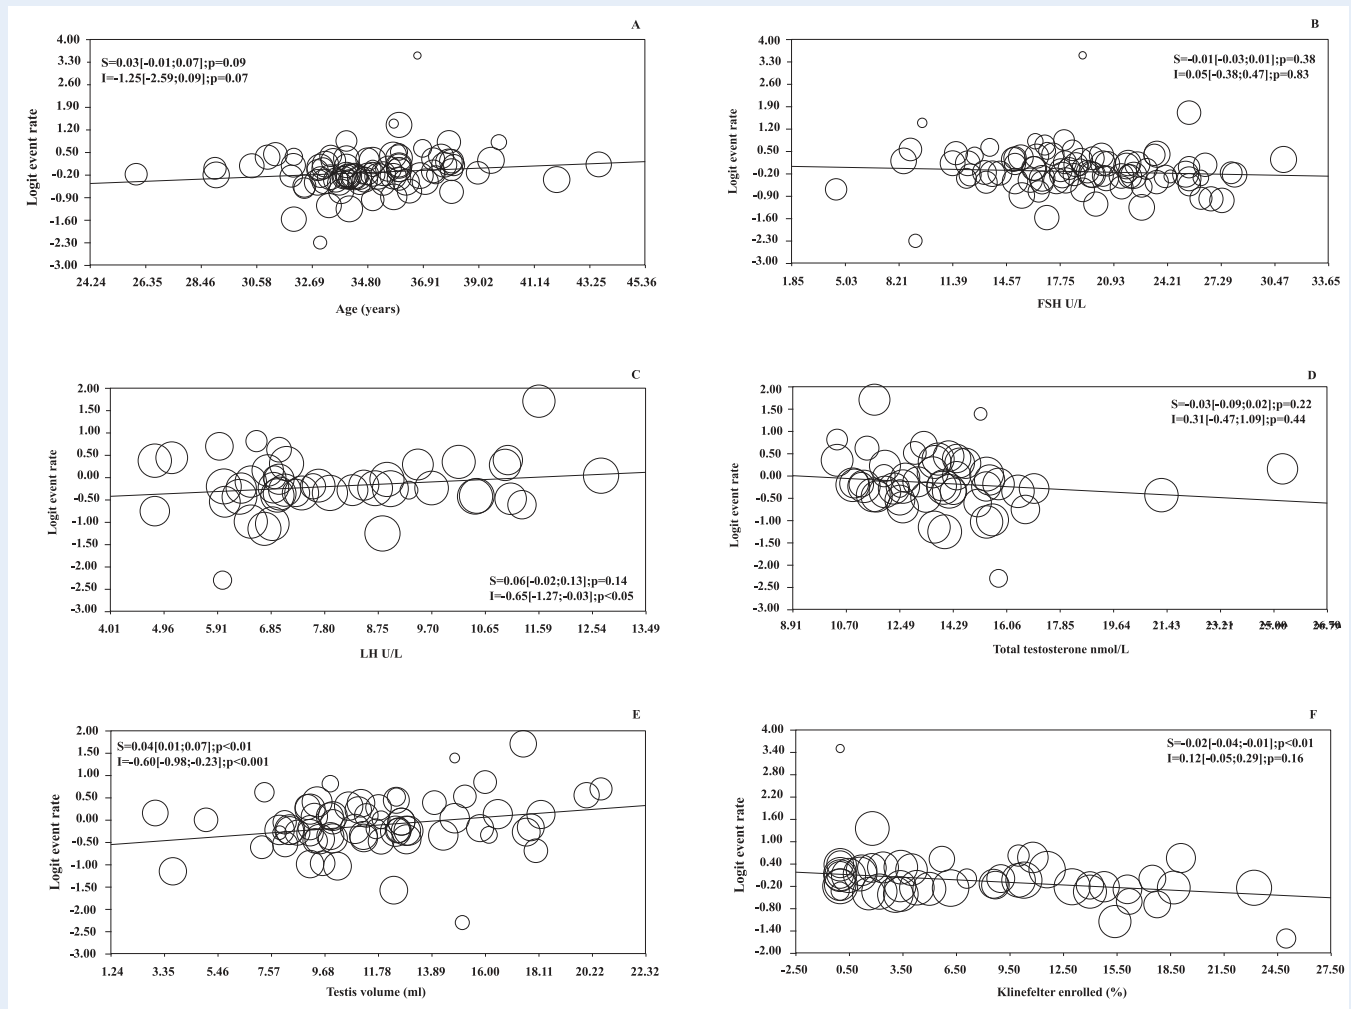 A
4.00
3.30
2.60
1.90
1.20
0.50
-0.20
-0.90
-1.60
-2.30
-3.00
Logit event rate
S=0.03[-0.01;0.07];p=0.09
I=-1.25[-2.59;0.09];p=0.07
24.24 26.35 28.46 30.58 32.69 34.80 36.91 39.02 41.14 43.25 45.36
Age (years)
B
4.00
3.30
2.60
1.90
1.20
0.50
-0.20
-0.90
-1.60
-2.30
-3.00
Logit event rate
S=-0.01[-0.03;0.01];p=0.38
I=0.05[-0.38;0.47];p=0.83
1.85 5.03 8.21 11.39 14.57 17.75 20.93 24.21 27.29 30.47 33.65
FSH U/L
C
2.00
1.50
1.00
0.50
0.00
-0.50
-1.00
-1.50
-2.00
-2.50
-3.00
Logit event rate
S=0.06[-0.02;0.13];p=0.14
I=-0.65[-1.27;-0.03];p<0.05
4.01 4.96 5.91 6.85 7.80 8.75 9.70 10.65 11.59 12.54 13.49
LH U/L
D
2.00
1.50
1.00
0.50
0.00
-0.50
-1.00
-1.50
-2.00
-2.50
-3.00
Logit event rate
S=-0.03[-0.09;0.02];p=0.22
I=0.31[-0.47;1.09];p=0.44
8.91 10.70 12.49 14.29 16.06 17.85 19.64 21.43 23.21 25.00 26.79
Total testosterone nmol/L
E
2.00
1.50
1.00
0.50
0.00
-0.50
-1.00
-1.50
-2.00
-2.50
-3.00
Logit event rate
S=0.04[0.01;0.07];p<0.01
I=-0.60[-0.98;-0.23];p<0.001
1.24 3.35 5.46 7.57 9.68 11.78 13.89 16.00 18.11 20.22 22.32
Testis volume (ml)
F
4.00
3.40
2.80
2.20
1.60
1.00
0.40
-0.20
-0.80
-1.40
-2.00
Logit event rate
S=-0.02[-0.04;-0.01];p<0.01
I=0.12[-0.05;0.29];p=0.16
-2.50 0.50 3.50 6.50 9.50 12.50 15.50 18.50 21.50 24.50 27.50
Klinefelter enrolled (%)